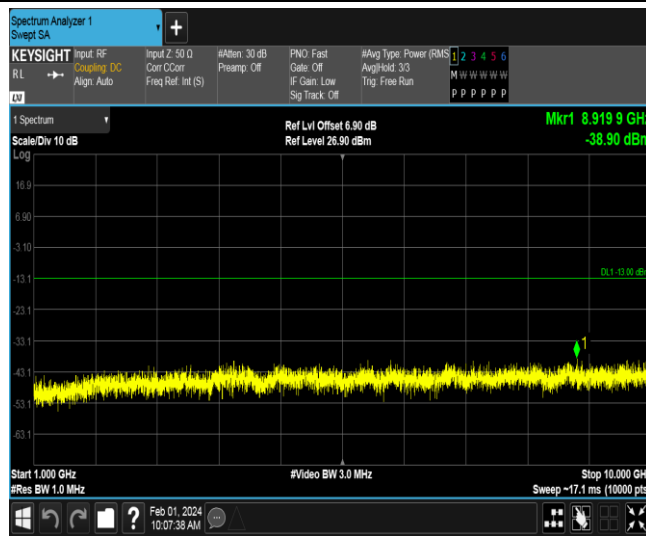 Spectrum Analyzer 1
Swept SA
+
KEYSIGHT
RL
LXI
Input: RF
Coupling: DC
Align: Auto
Input Z: 50 Ω
Corr CCorr
Freq Ref: Int (S)
#Atten: 30 dB
Preamp: Off
PNO: Fast
Gate: Off
IF Gain: Low
Sig Track: Off
#Avg Type: Power (RMS
Avg|Hold: 3/3
Trig: Free Run
1 2 3 4 5 6
M W W W W W
P P P P P P
1 Spectrum
Scale/Div 10 dB
Log
Ref Lvl Offset 6.90 dB
Ref Level 26.90 dBm
Mkr1 8.919 9 GH
-38.90 dBm
16.9
6.90
-3.10
-13.1
-23.1
-33.1
-43.1
-53.1
-63.1
DL1 -13.00 dBm
1
Start 1.000 GHz
#Res BW 1.0 MHz
#Video BW 3.0 MHz
Stop 10.000 GH
Sweep ~17.1 ms (10000 pts
?
Feb 01, 2024
10:07:38 AM